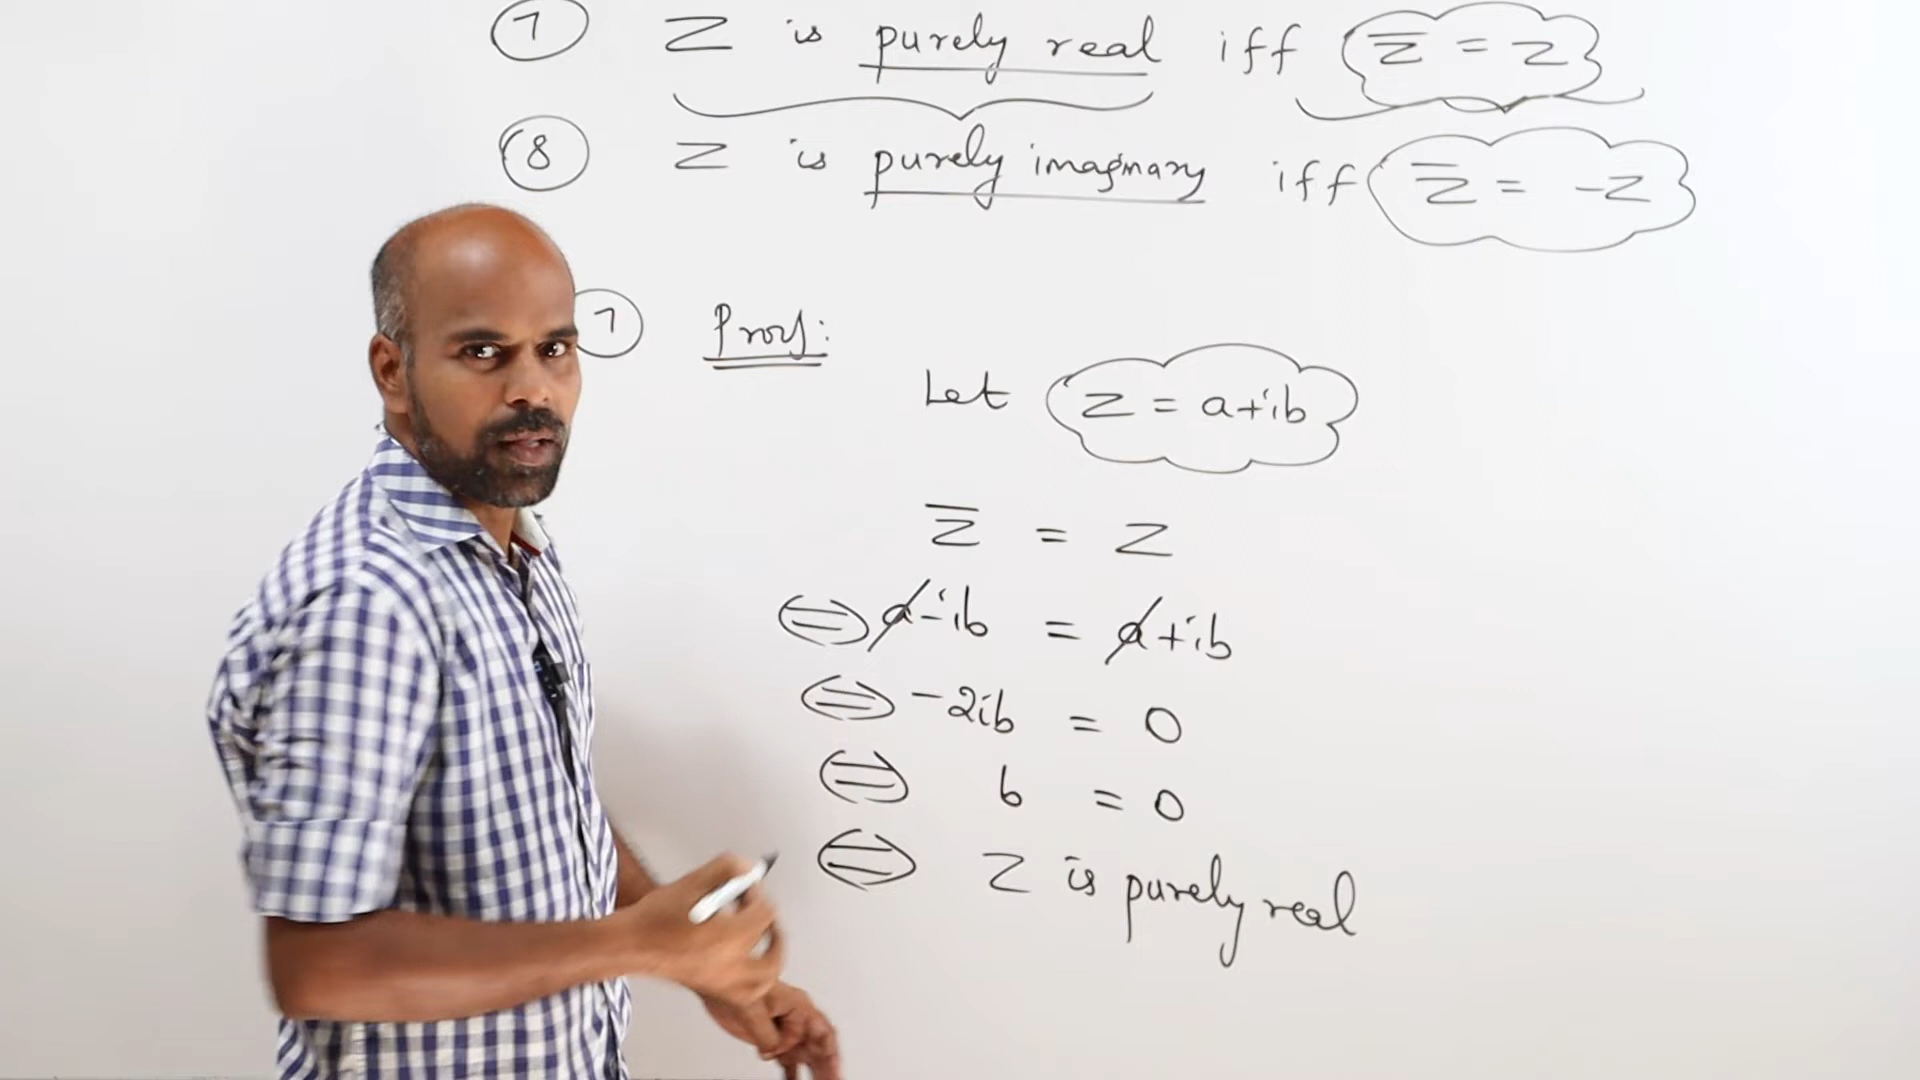 ⑦ Z is purely real iff z̅ = z
⑧ Z is purely imaginary iff z̅ = -z
⑦ Proof:
Let z = a+ib
z̅ = z
⇔ a-ib = a+ib
⇔ -2ib = 0
⇔ b = 0
⇔ Z is purely real